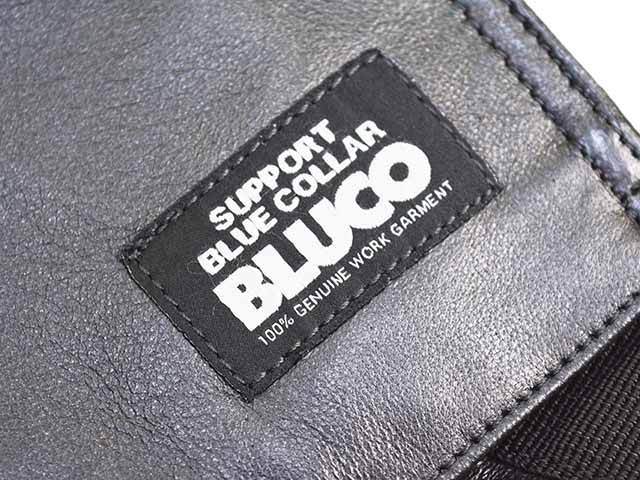 SUPPORT
BLUE COLLAR
BLUCO
100% GENUINE WORK GARMENT